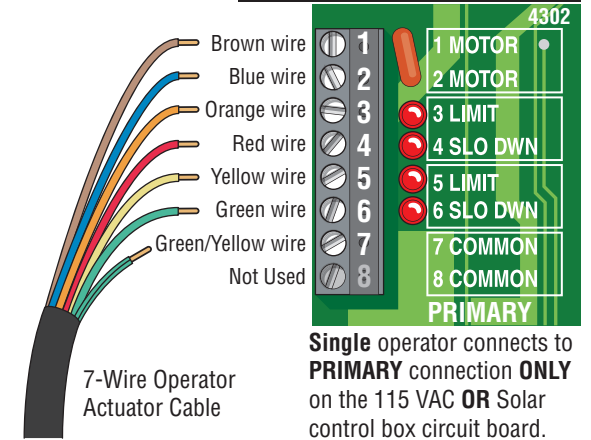 4302
Brown wire 1 1 MOTOR
Blue wire 2 2 MOTOR
Orange wire 3 3 LIMIT
Red wire 4 4 SLO DWN
Yellow wire 5 5 LIMIT
Green wire 6 6 SLO DWN
Green/Yellow wire 7 7 COMMON
Not Used 8 8 COMMON
PRIMARY
7-Wire Operator
Actuator Cable
Single operator connects to
PRIMARY connection ONLY
on the 115 VAC OR Solar
control box circuit board.